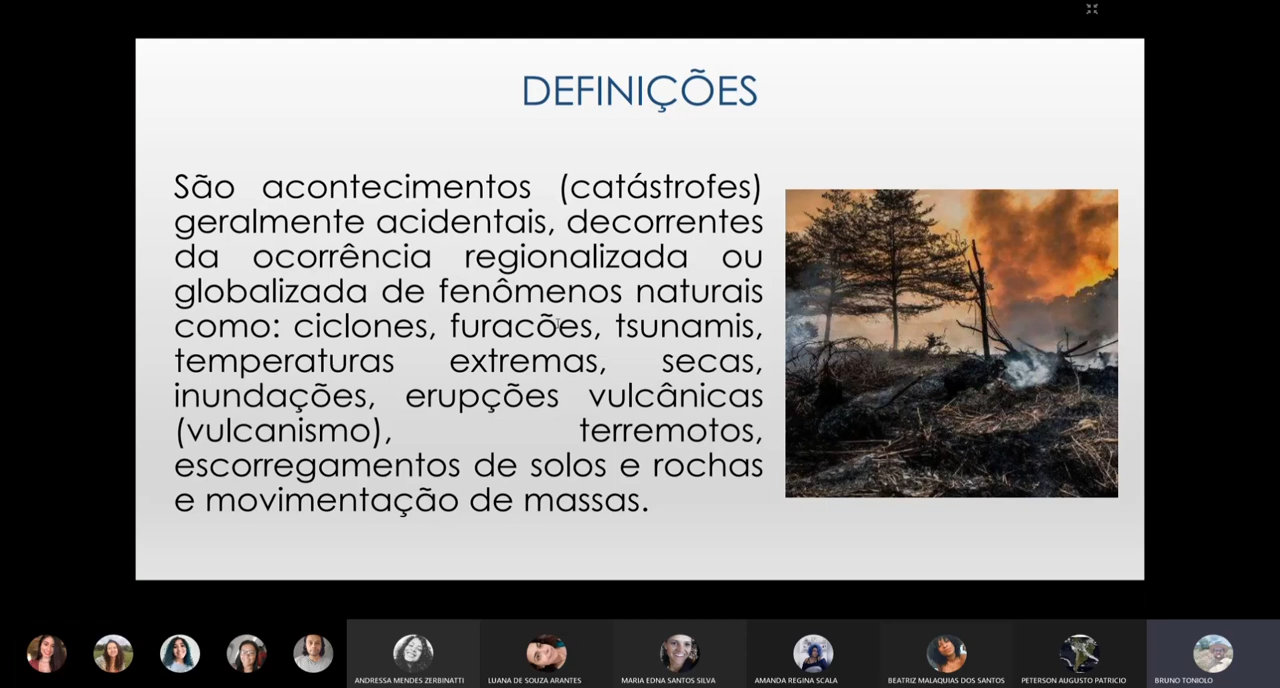 DEFINIÇÕES
São acontecimentos (catástrofes)
geralmente acidentais, decorrentes
da ocorrência regionalizada ou
globalizada de fenômenos naturais
como: ciclones, furacões, tsunamis,
temperaturas extremas, secas,
inundações, erupções vulcânicas
(vulcanismo), terremotos,
escorregamentos de solos e rochas
e movimentação de massas.
ANDRESSA MENDES ZERBINATTI
LUANA DE SOUZA ARANTES
MARIA EDNA SANTOS SILVA
AMANDA REGINA SCALA
BEATRIZ MALAQUIAS DOS SANTOS
PETERSON AUGUSTO PATRICIO
BRUNO TONIOLO